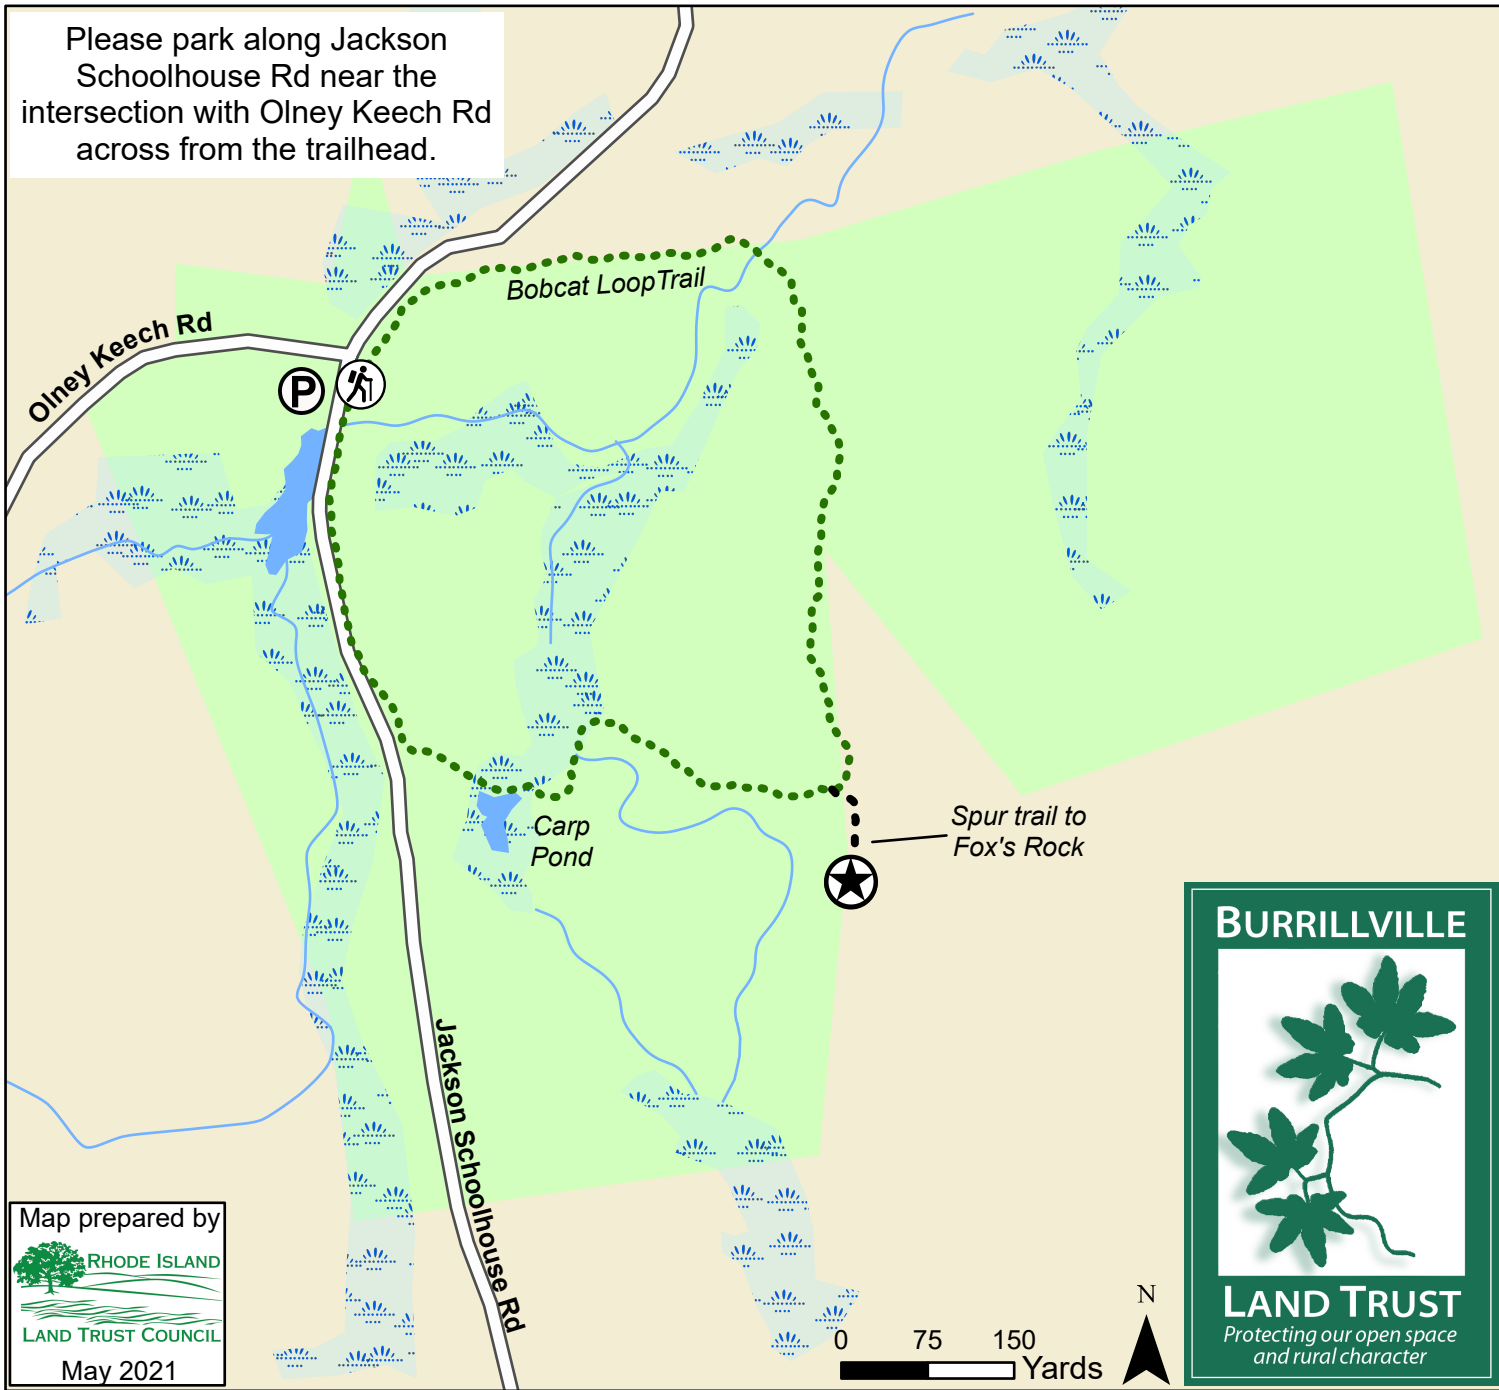 Please park along Jackson
Schoolhouse Rd near the
intersection with Olney Keech Rd
across from the trailhead.
Bobcat LoopTrail
Olney Keech Rd
P
Carp
Pond
Spur trail to
Fox's Rock
Jackson Schoolhouse Rd
BURRILLVILLE
LAND TRUST
Protecting our open space
and rural character
Map prepared by
RHODE ISLAND
LAND TRUST COUNCIL
May 2021
N
0 75 150
Yards